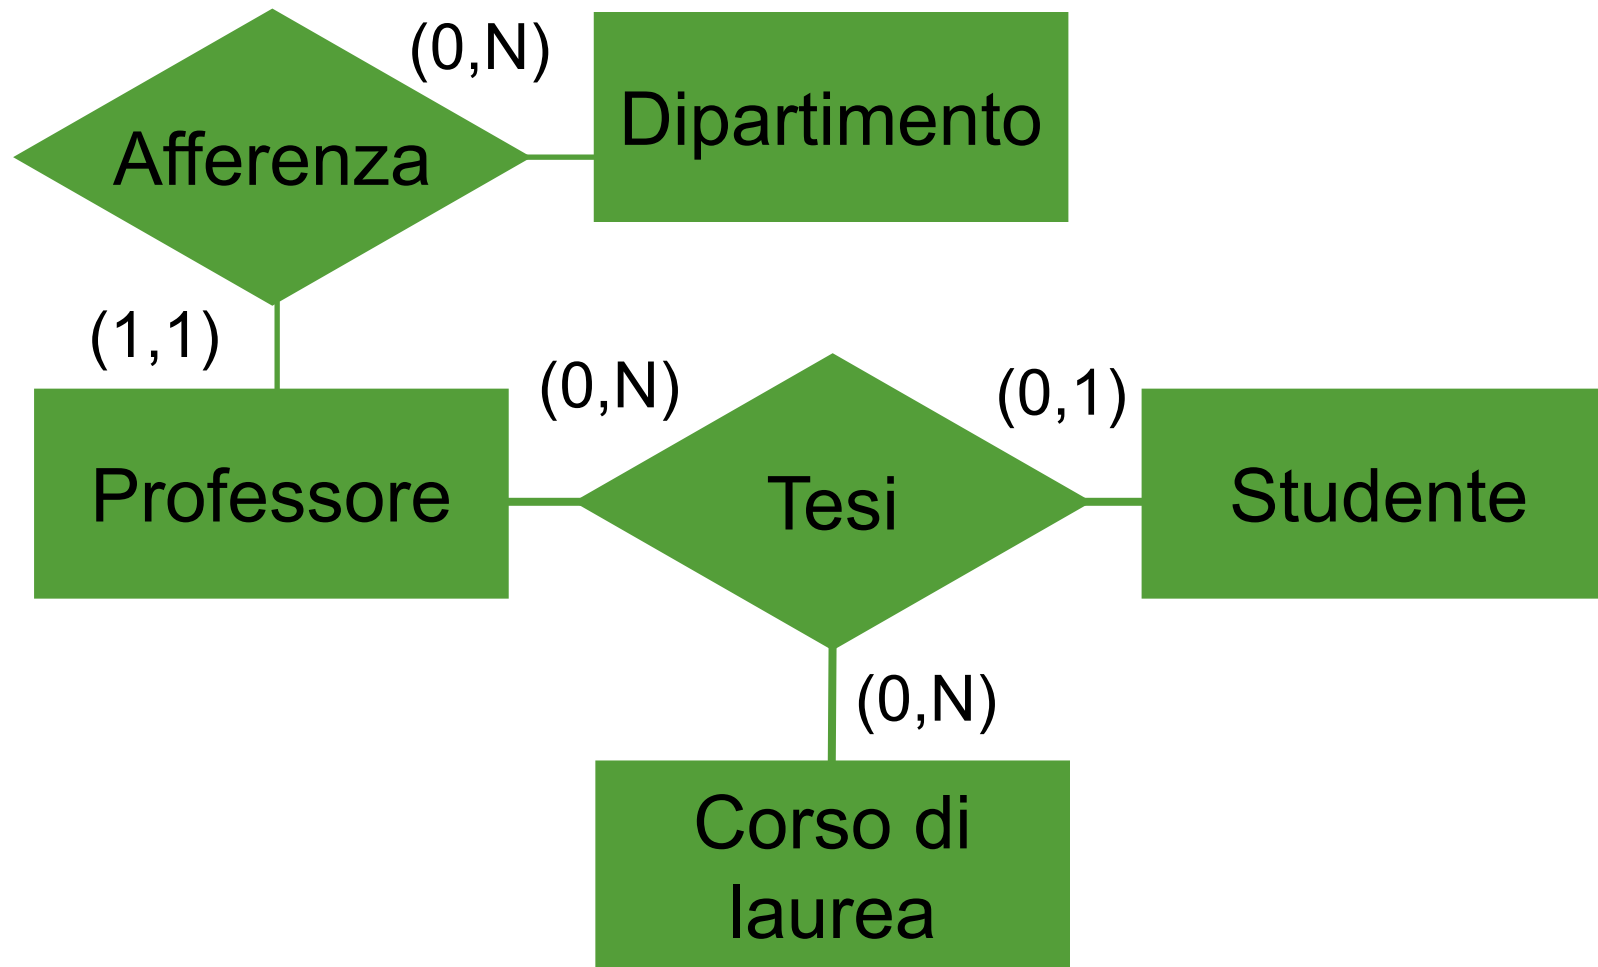 (0,N)
Dipartimento
Afferenza
(1,1)
(0,N)
(0,1)
Professore
Tesi
Studente
(0,N)
Corso di
laurea